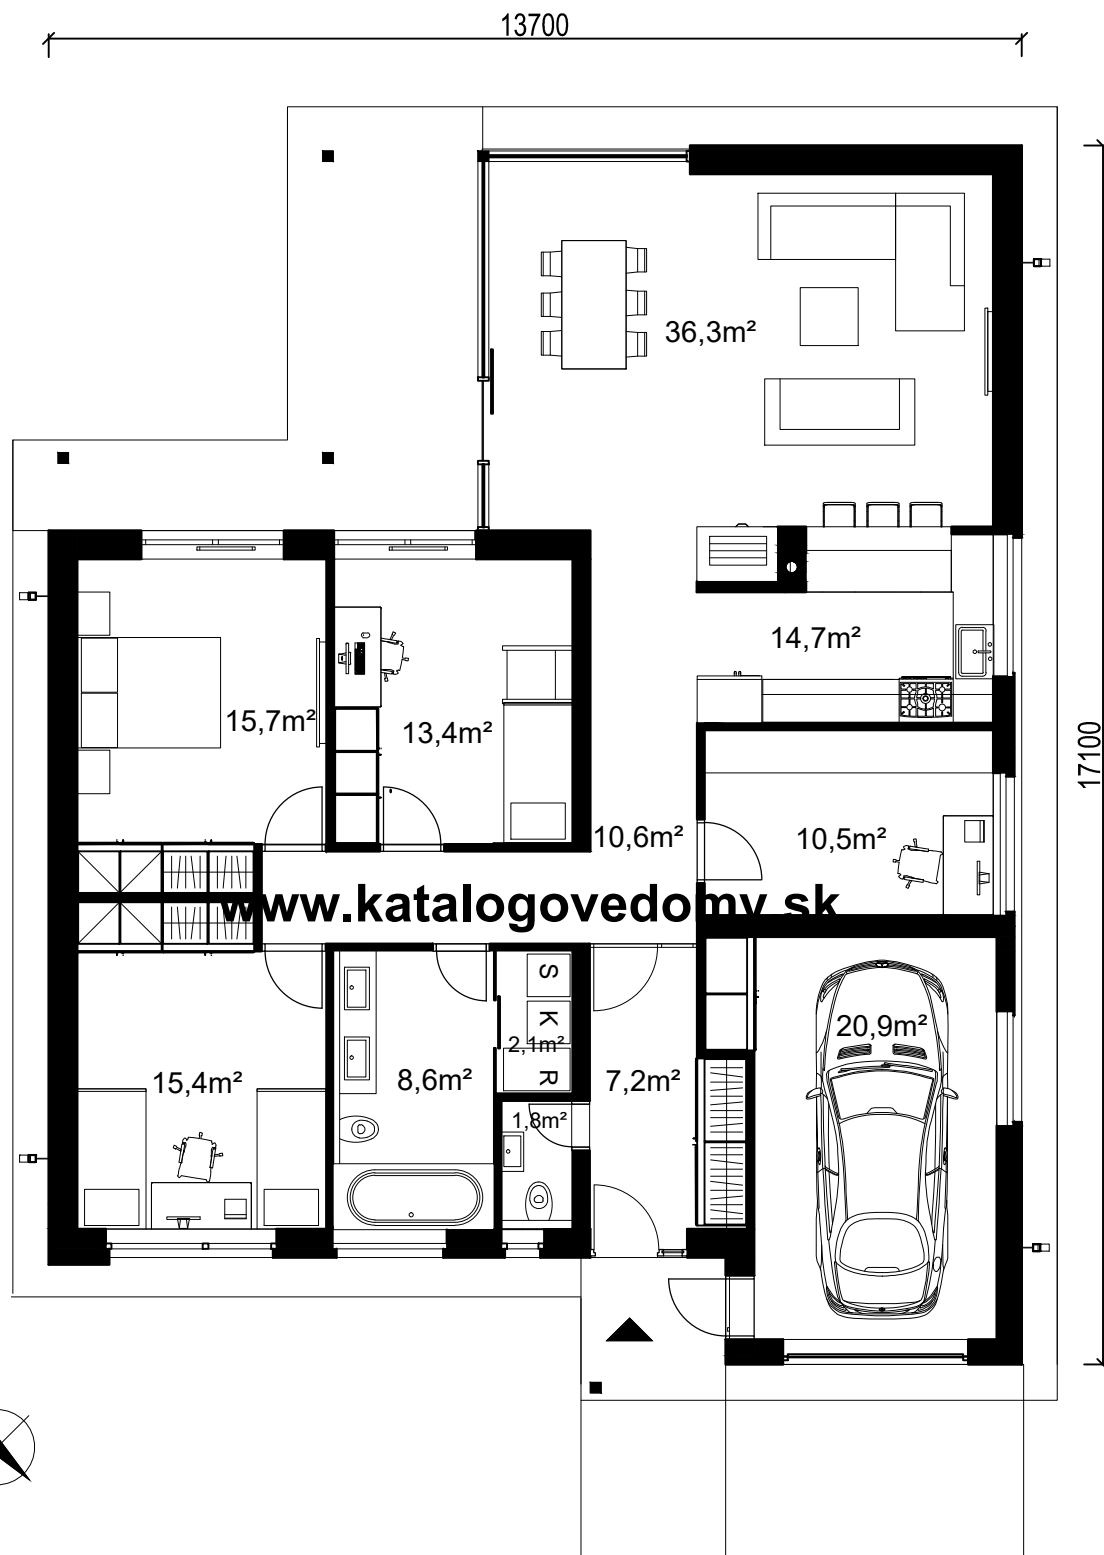 13700
36,3m²
14,7m²
15,7m²
13,4m²
17100
10,6m²
10,5m²
www.katalogovedomy.sk
S
K
R
2,1m²
20,9m²
15,4m²
8,6m²
7,2m²
1,8m²